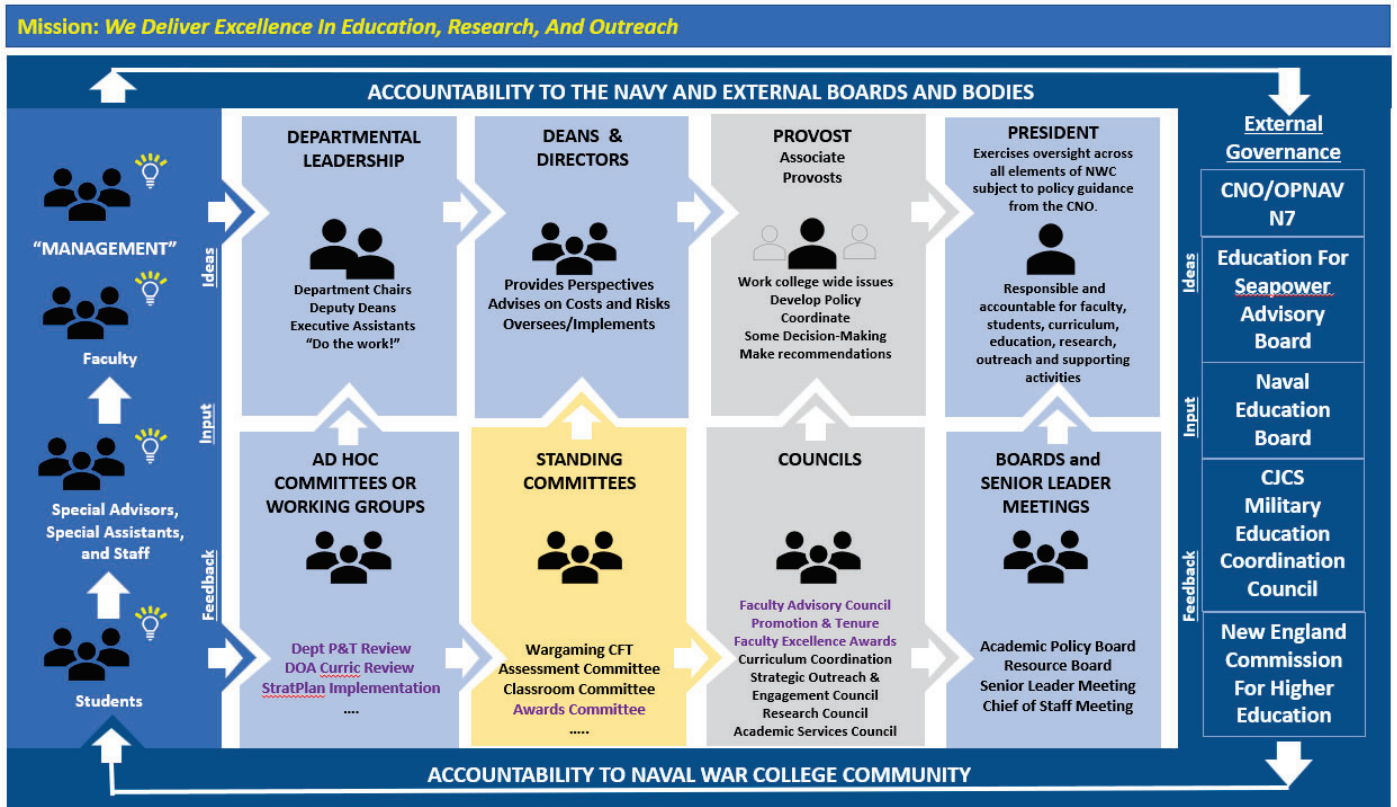 Mission: We Deliver Excellence In Education, Research, And Outreach
ACCOUNTABILITY TO THE NAVY AND EXTERNAL BOARDS AND BODIES
"MANAGEMENT"
Faculty
Special Advisors,
Special Assistants,
and Staff
Students
Ideas
Input
Feedback
DEPARTMENTAL
LEADERSHIP
Department Chairs
Deputy Deans
Executive Assistants
"Do the work!"
DEANS &
DIRECTORS
Provides Perspectives
Advises on Costs and Risks
Oversees/Implements
PROVOST
Associate
Provosts
Work college wide issues
Develop Policy
Coordinate
Some Decision-Making
Make recommendations
PRESIDENT
Exercises oversight across
all elements of NWC
subject to policy guidance
from the CNO.
Responsible and
accountable for faculty,
students, curriculum,
education, research,
outreach and supporting
activities
AD HOC
COMMITTEES OR
WORKING GROUPS
Dept P&T Review
DOA Curric Review
StratPlan Implementation
....
STANDING
COMMITTEES
Wargaming CFT
Assessment Committee
Classroom Committee
Awards Committee
.....
COUNCILS
Faculty Advisory Council
Promotion & Tenure
Faculty Excellence Awards
Curriculum Coordination
Strategic Outreach &
Engagement Council
Research Council
Academic Services Council
BOARDS and
SENIOR LEADER
MEETINGS
Academic Policy Board
Resource Board
Senior Leader Meeting
Chief of Staff Meeting
Ideas
Input
Feedback
External
Governance
CNO/OPNAV
N7
Education For
Seapower
Advisory
Board
Naval
Education
Board
CJCS
Military
Education
Coordination
Council
New England
Commission
For Higher
Education
ACCOUNTABILITY TO NAVAL WAR COLLEGE COMMUNITY